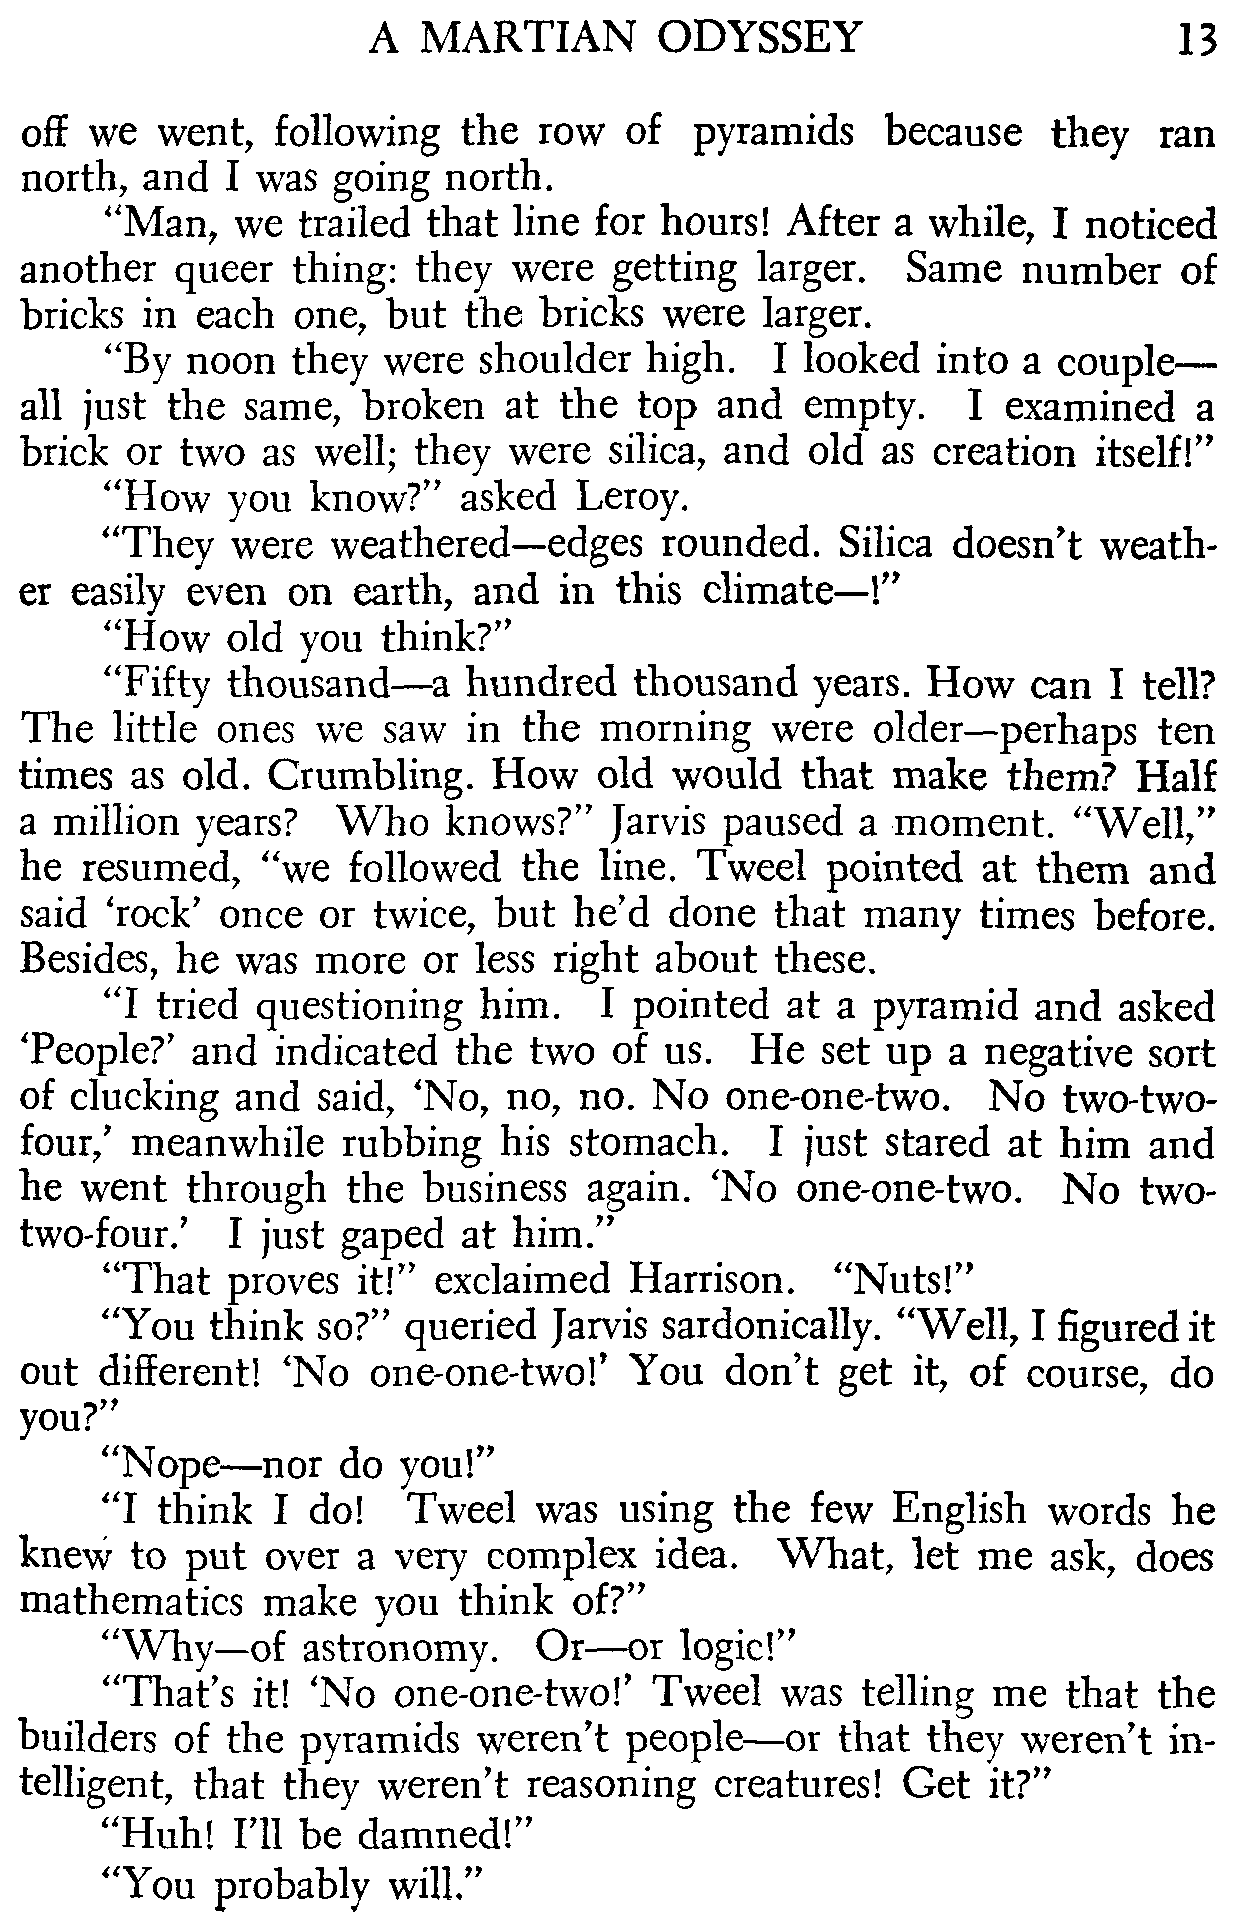 A MARTIAN ODYSSEY 13
off we went, following the row of pyramids because they ran
north, and I was going north.
“Man, we trailed that line for hours! After a while, I noticed
another queer thing: they were getting larger. Same number of
bricks in each one, but the bricks were larger.
“By noon they were shoulder high. I looked into a couple—
all just the same, broken at the top and empty. I examined a
brick or two as well; they were silica, and old as creation itself!”
“How you know?” asked Leroy.
“They were weathered—edges rounded. Silica doesn’t weath-
er easily even on earth, and in this climate—!”
“How old you think?”
“Fifty thousand—a hundred thousand years. How can I tell?
The little ones we saw in the morning were older—perhaps ten
times as old. Crumbling. How old would that make them? Half
a million years? Who knows?” Jarvis paused a moment. “Well,”
he resumed, “we followed the line. Tweel pointed at them and
said ‘rock’ once or twice, but he’d done that many times before.
Besides, he was more or less right about these.
“I tried questioning him. I pointed at a pyramid and asked
‘People?’ and indicated the two of us. He set up a negative sort
of clucking and said, ‘No, no, no. No one-one-two. No two-two-
four,’ meanwhile rubbing his stomach. I just stared at him and
he went through the business again. ‘No one-one-two. No two-
two-four.’ I just gaped at him.”
“That proves it!” exclaimed Harrison. “Nuts!”
“You think so?” queried Jarvis sardonically. “Well, I figured it
out different! ‘No one-one-two!’ You don’t get it, of course, do
you?”
“Nope—nor do you!”
“I think I do! Tweel was using the few English words he
knew to put over a very complex idea. What, let me ask, does
mathematics make you think of?”
“Why—of astronomy. Or—or logic!”
“That’s it! ‘No one-one-two!’ Tweel was telling me that the
builders of the pyramids weren’t people—or that they weren’t in-
telligent, that they weren’t reasoning creatures! Get it?”
“Huh! I’ll be damned!”
“You probably will.”